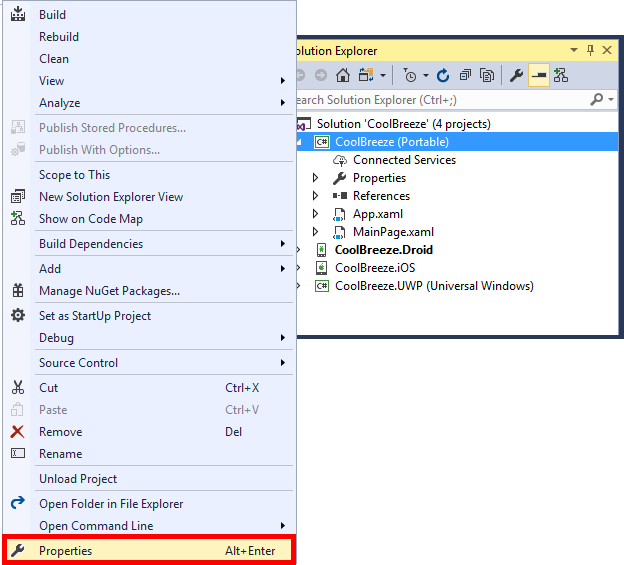 Build
Rebuild
Clean
View
Analyze
Publish Stored Procedures...
Publish With Options...
Scope to This
New Solution Explorer View
Show on Code Map
Build Dependencies
Add
Manage NuGet Packages...
Set as StartUp Project
Debug
Source Control
Cut Ctrl+X
Paste Ctrl+V
Remove Del
Rename
Unload Project
Open Folder in File Explorer
Open Command Line
Properties Alt+Enter
olution Explorer
earch Solution Explorer (Ctrl+;)
Solution 'CoolBreeze' (4 projects)
C# CoolBreeze (Portable)
Connected Services
Properties
References
App.xaml
MainPage.xaml
CoolBreeze.Droid
CoolBreeze.iOS
C# CoolBreeze.UWP (Universal Windows)